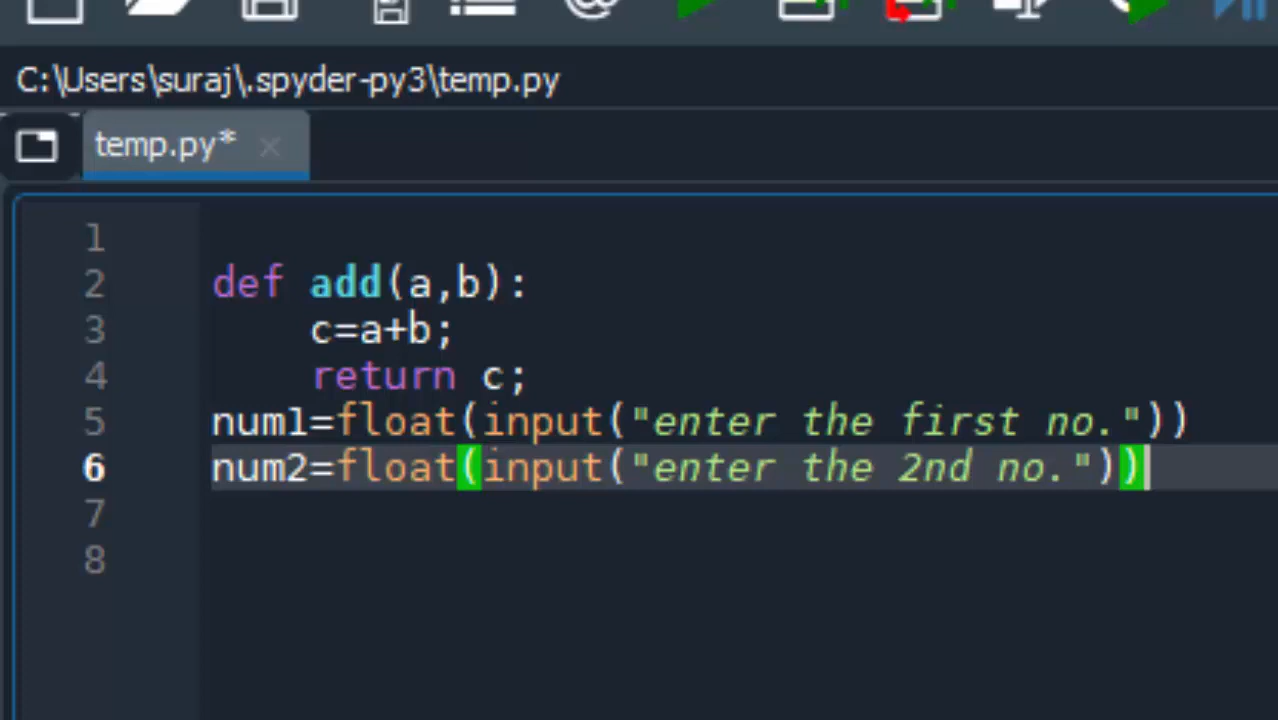 C:\Users\suraj\.spyder-py3\temp.py
temp.py*
1
2 def add(a,b):
3     c=a+b;
4     return c;
5 num1=float(input("enter the first no."))
6 num2=float(input("enter the 2nd no."))
7
8